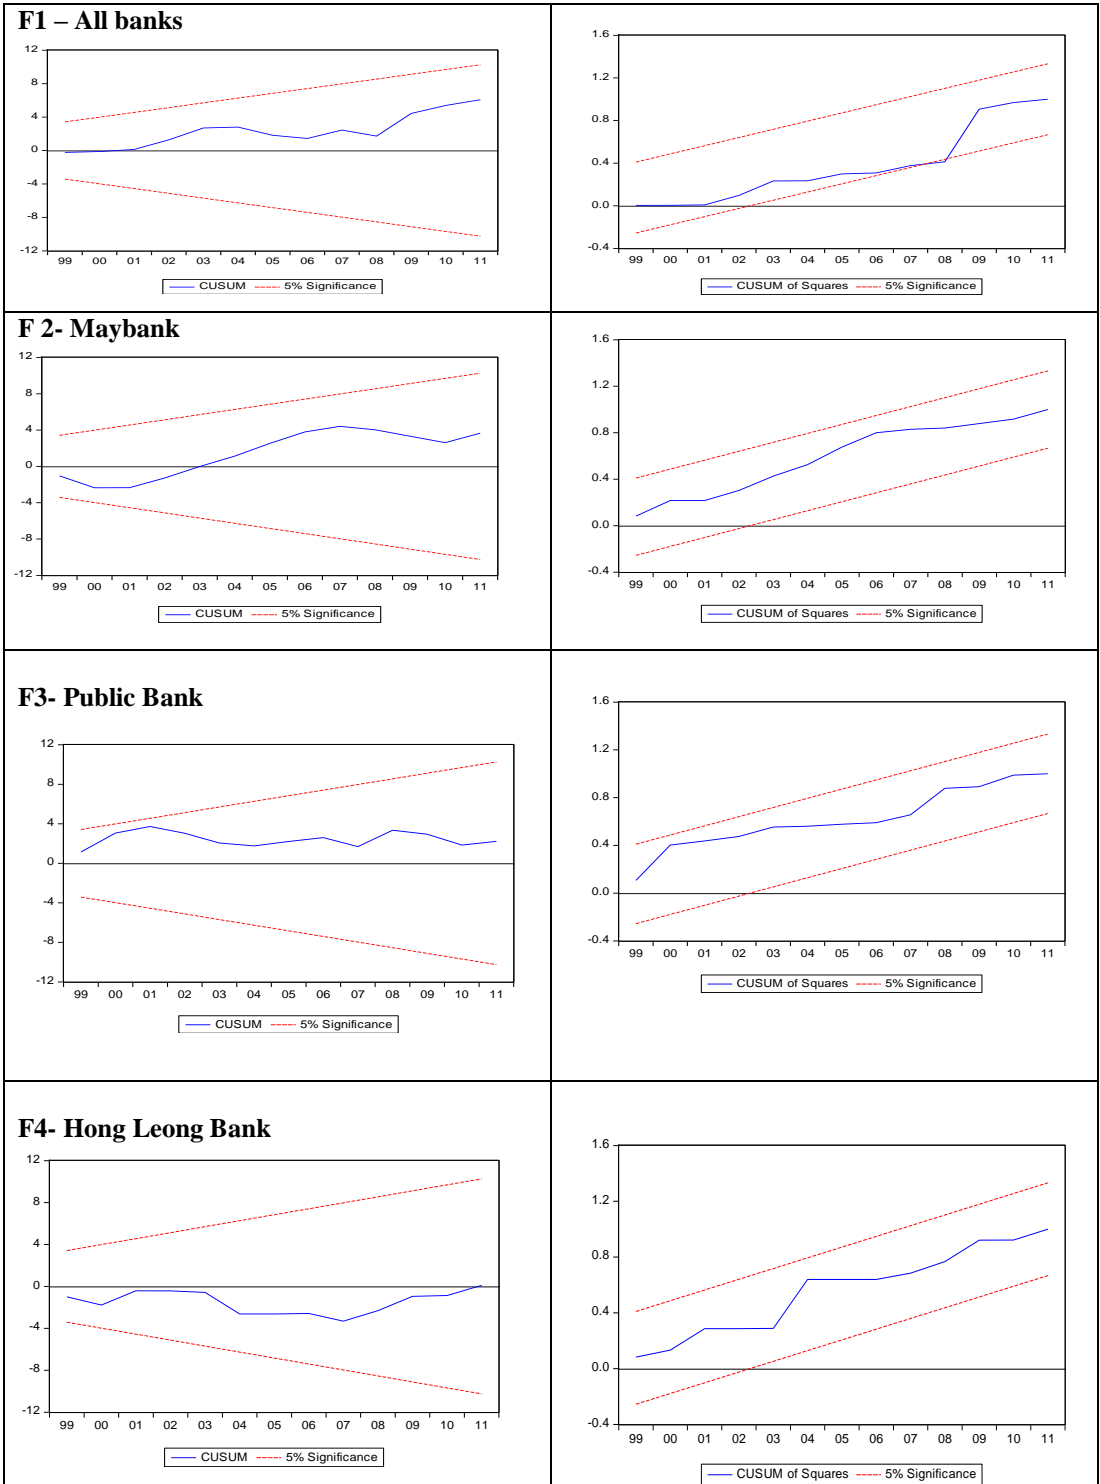 F1 – All banks
12
8
4
0
-4
-8
-12
99 00 01 02 03 04 05 06 07 08 09 10 11
CUSUM 5% Significance
1.6
1.2
0.8
0.4
0.0
-0.4
99 00 01 02 03 04 05 06 07 08 09 10 11
CUSUM of Squares 5% Significance
F 2- Maybank
12
8
4
0
-4
-8
-12
99 00 01 02 03 04 05 06 07 08 09 10 11
CUSUM 5% Significance
1.6
1.2
0.8
0.4
0.0
-0.4
99 00 01 02 03 04 05 06 07 08 09 10 11
CUSUM of Squares 5% Significance
F3- Public Bank
12
8
4
0
-4
-8
-12
99 00 01 02 03 04 05 06 07 08 09 10 11
CUSUM 5% Significance
1.6
1.2
0.8
0.4
0.0
-0.4
99 00 01 02 03 04 05 06 07 08 09 10 11
CUSUM of Squares 5% Significance
F4- Hong Leong Bank
12
8
4
0
-4
-8
-12
99 00 01 02 03 04 05 06 07 08 09 10 11
CUSUM 5% Significance
1.6
1.2
0.8
0.4
0.0
-0.4
99 00 01 02 03 04 05 06 07 08 09 10 11
CUSUM of Squares 5% Significance